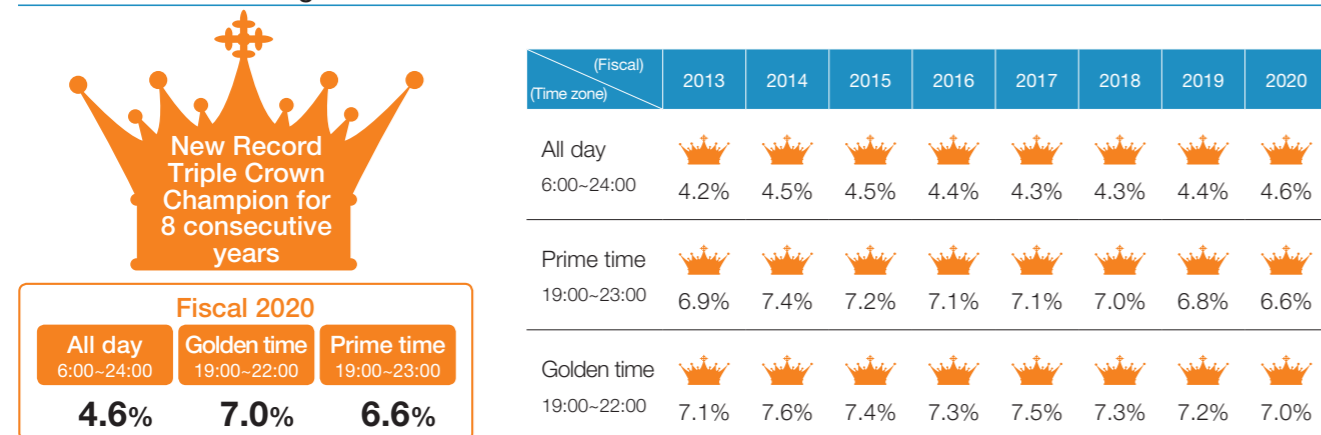 New Record
Triple Crown
Champion for
8 consecutive
years
Fiscal 2020
All day Golden time Prime time
6:00~24:00 19:00~22:00 19:00~23:00
4.6% 7.0% 6.6%
(Fiscal)
(Time zone)
2013 2014 2015 2016 2017 2018 2019 2020
All day
6:00~24:00
4.2% 4.5% 4.5% 4.4% 4.3% 4.3% 4.4% 4.6%
Prime time
19:00~23:00
6.9% 7.4% 7.2% 7.1% 7.1% 7.0% 6.8% 6.6%
Golden time
19:00~22:00
7.1% 7.6% 7.4% 7.3% 7.5% 7.3% 7.2% 7.0%